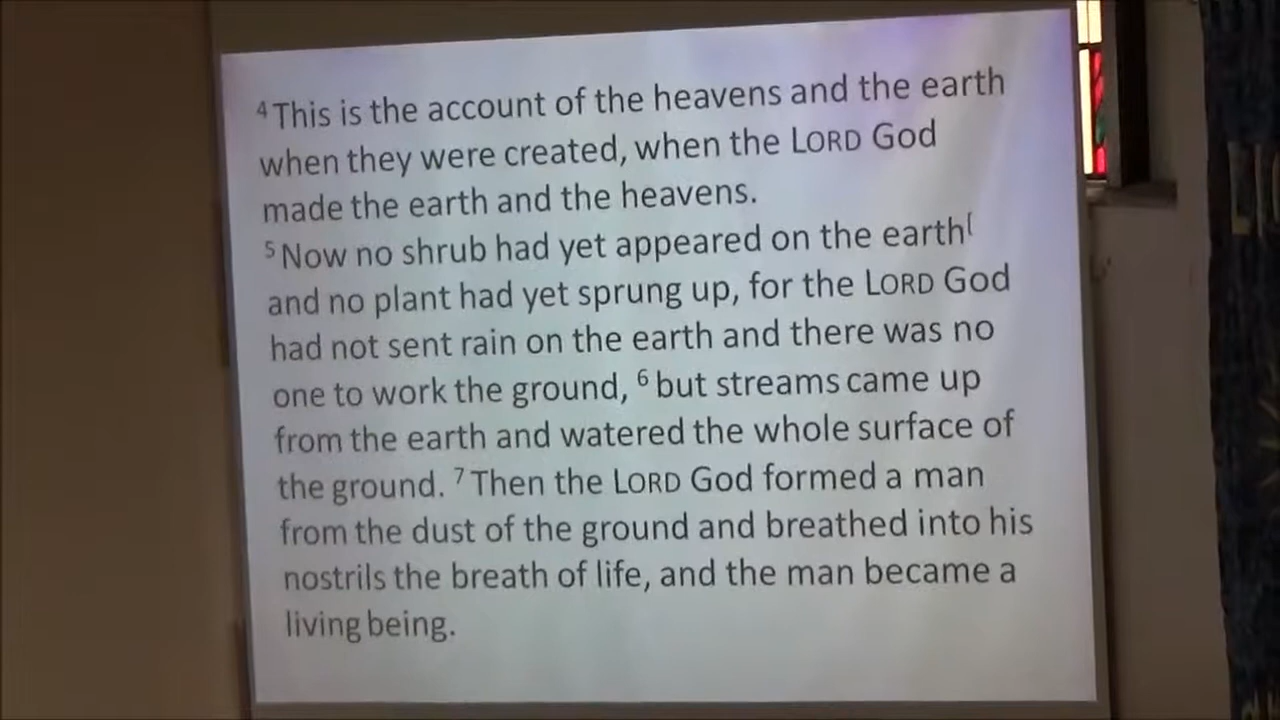 ⁴ This is the account of the heavens and the earth
when they were created, when the LORD God
made the earth and the heavens.
⁵ Now no shrub had yet appeared on the earth[
and no plant had yet sprung up, for the LORD God
had not sent rain on the earth and there was no
one to work the ground, ⁶ but streams came up
from the earth and watered the whole surface of
the ground. ⁷ Then the LORD God formed a man
from the dust of the ground and breathed into his
nostrils the breath of life, and the man became a
living being.